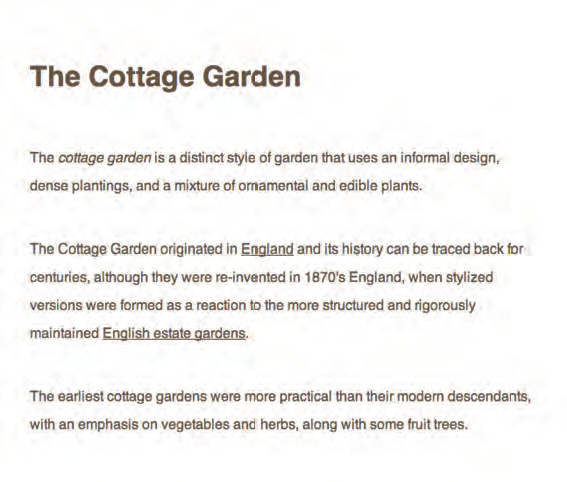 The Cottage Garden
The cottage garden is a distinct style of garden that uses an informal design,
dense plantings, and a mixture of ornamental and edible plants.
The Cottage Garden originated in England and its history can be traced back for
centuries, although they were re-invented in 1870's England, when stylized
versions were formed as a reaction to the more structured and rigorously
maintained English estate gardens.
The earliest cottage gardens were more practical than their modern descendants,
with an emphasis on vegetables and herbs, along with some fruit trees.